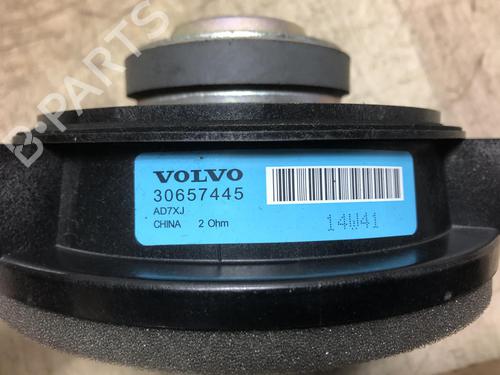 B-PARTS
VOLVO
30657445
AD7XJ
CHINA 2 Ohm
14W41